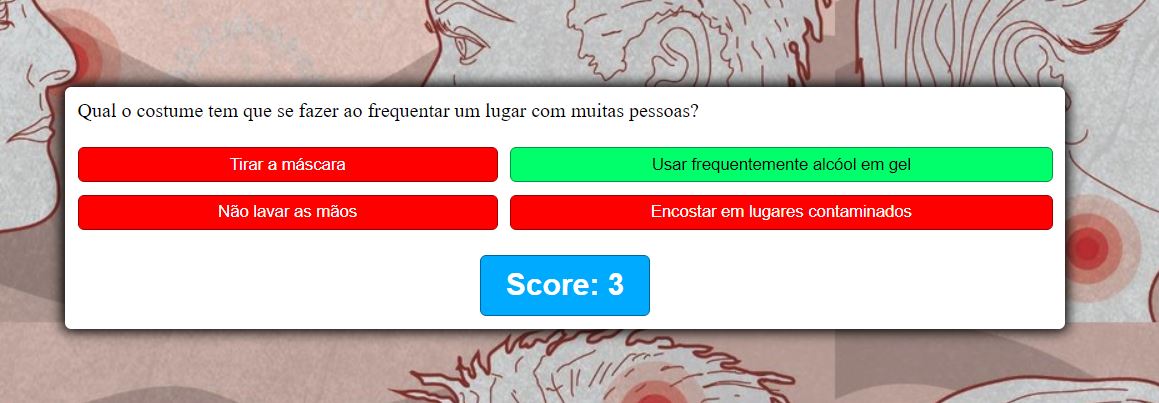 Qual o costume tem que se fazer ao frequentar um lugar com muitas pessoas?
Tirar a máscara
Usar frequentemente alcóol em gel
Não lavar as mãos
Encostar em lugares contaminados
Score: 3